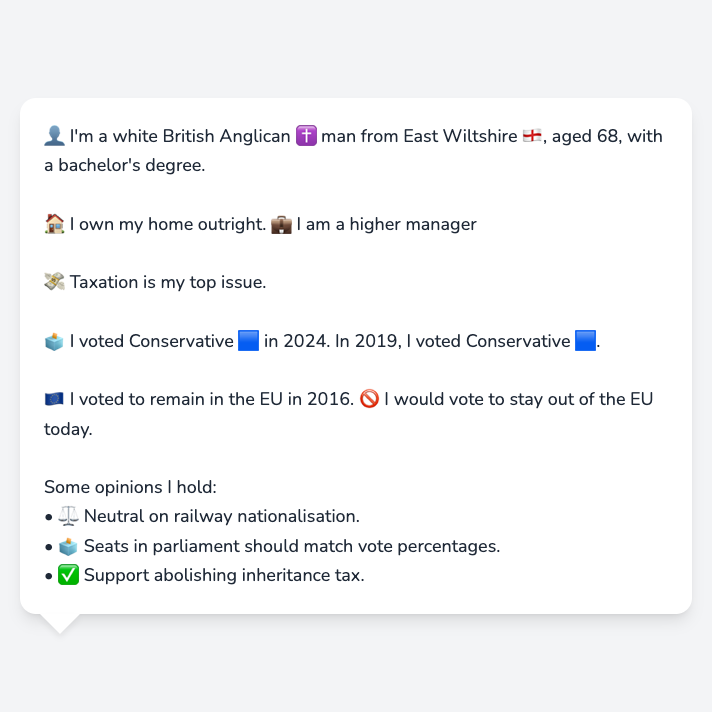 👤 I'm a white British Anglican ✝️ man from East Wiltshire 🏴󠁧󠁢󠁥󠁮󠁧󠁿, aged 68, with
a bachelor's degree.
🏠 I own my home outright. 💼 I am a higher manager
💸 Taxation is my top issue.
🗳️ I voted Conservative 🟦 in 2024. In 2019, I voted Conservative 🟦.
🇪🇺 I voted to remain in the EU in 2016. 🚫 I would vote to stay out of the EU
today.
Some opinions I hold:
• ⚖️ Neutral on railway nationalisation.
• 🗳️ Seats in parliament should match vote percentages.
• ✅ Support abolishing inheritance tax.